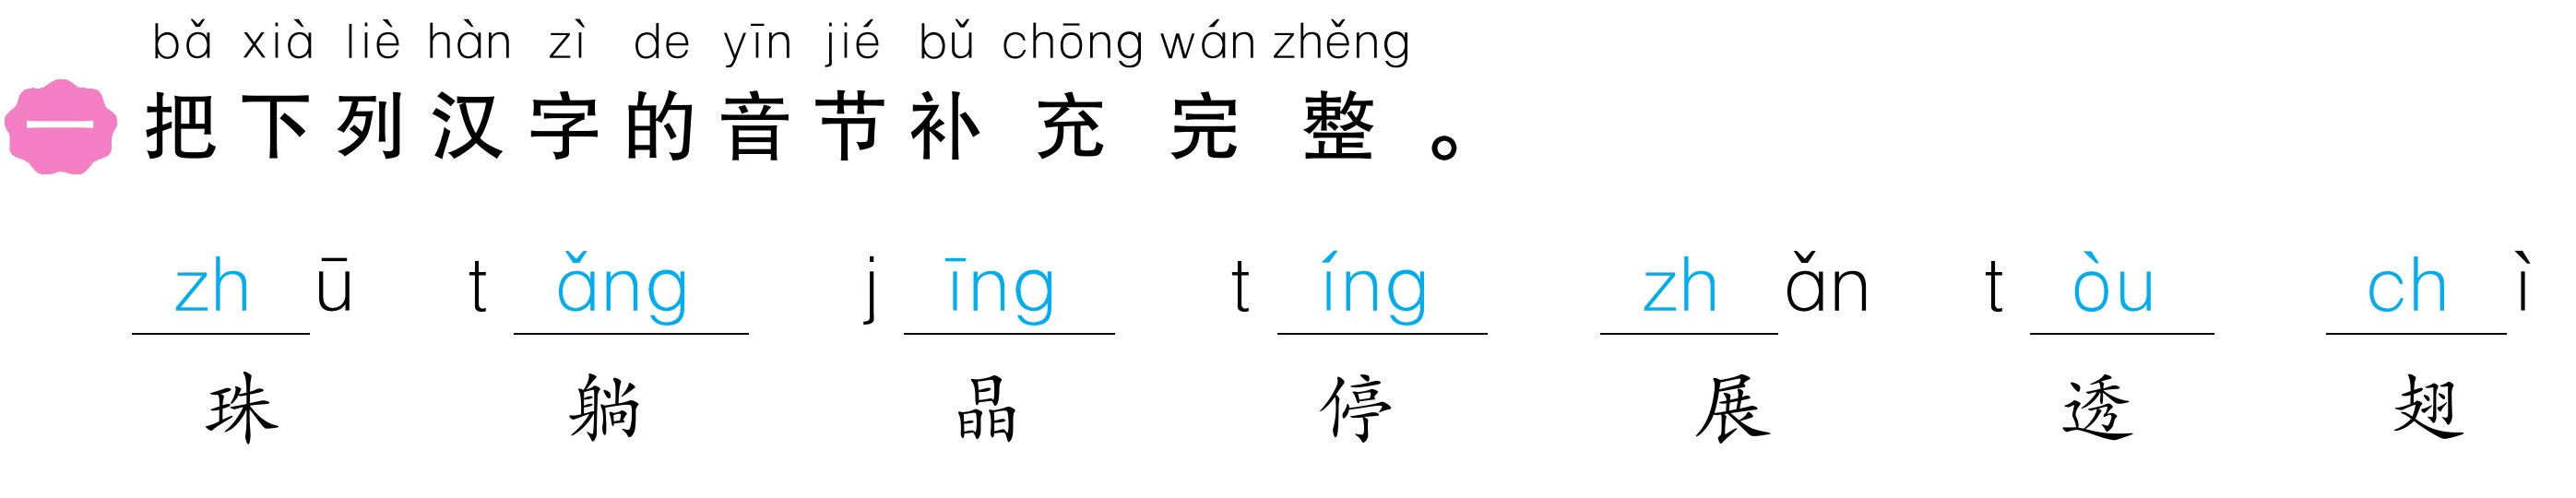 bǎ xià liè hàn zì de yīn jié bǔ chōng wán zhěng
一 把下列汉字的音节补充完整。
zh ū t ǎng j īng t íng zh ǎn t òu ch ì
珠 躺 晶 停 展 透 翅